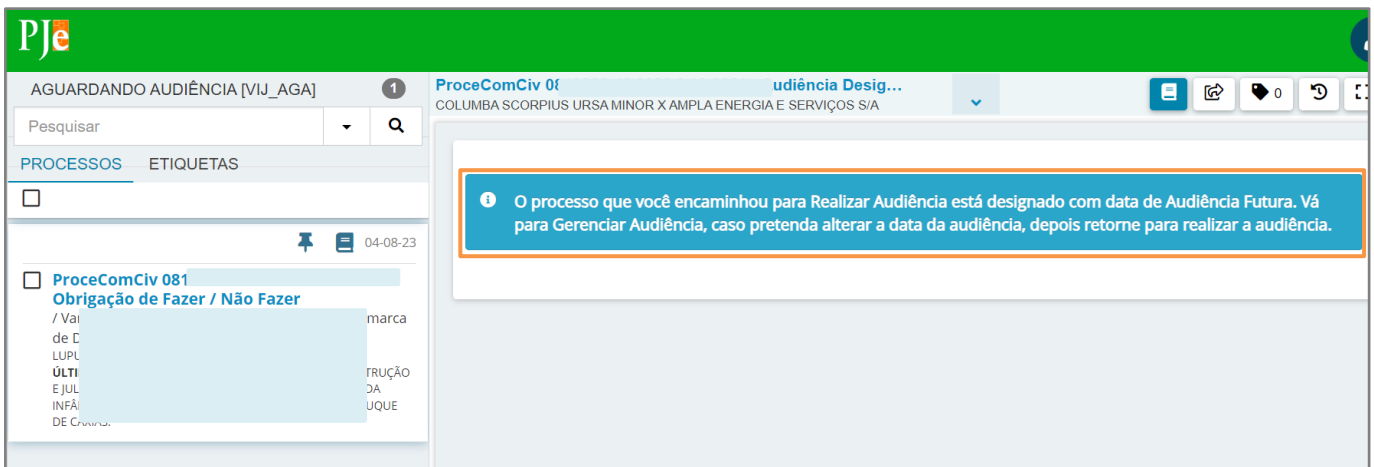 PJe
AGUARDANDO AUDIÊNCIA [VIJ_AGA] 1
Pesquisar
PROCESSOS ETIQUETAS
04-08-23
ProceComCiv 081
Obrigação de Fazer / Não Fazer
/ Va marca
de D
LUPU
ÚLTI TRUÇÃO
E JUL DA
INFÂ UQUE
DE CAXIAS.
ProceComCiv 08 udiência Desig...
COLUMBA SCORPIUS URSA MINOR X AMPLA ENERGIA E SERVIÇOS S/A
0
O processo que você encaminhou para Realizar Audiência está designado com data de Audiência Futura. Vá
para Gerenciar Audiência, caso pretenda alterar a data da audiência, depois retorne para realizar a audiência.